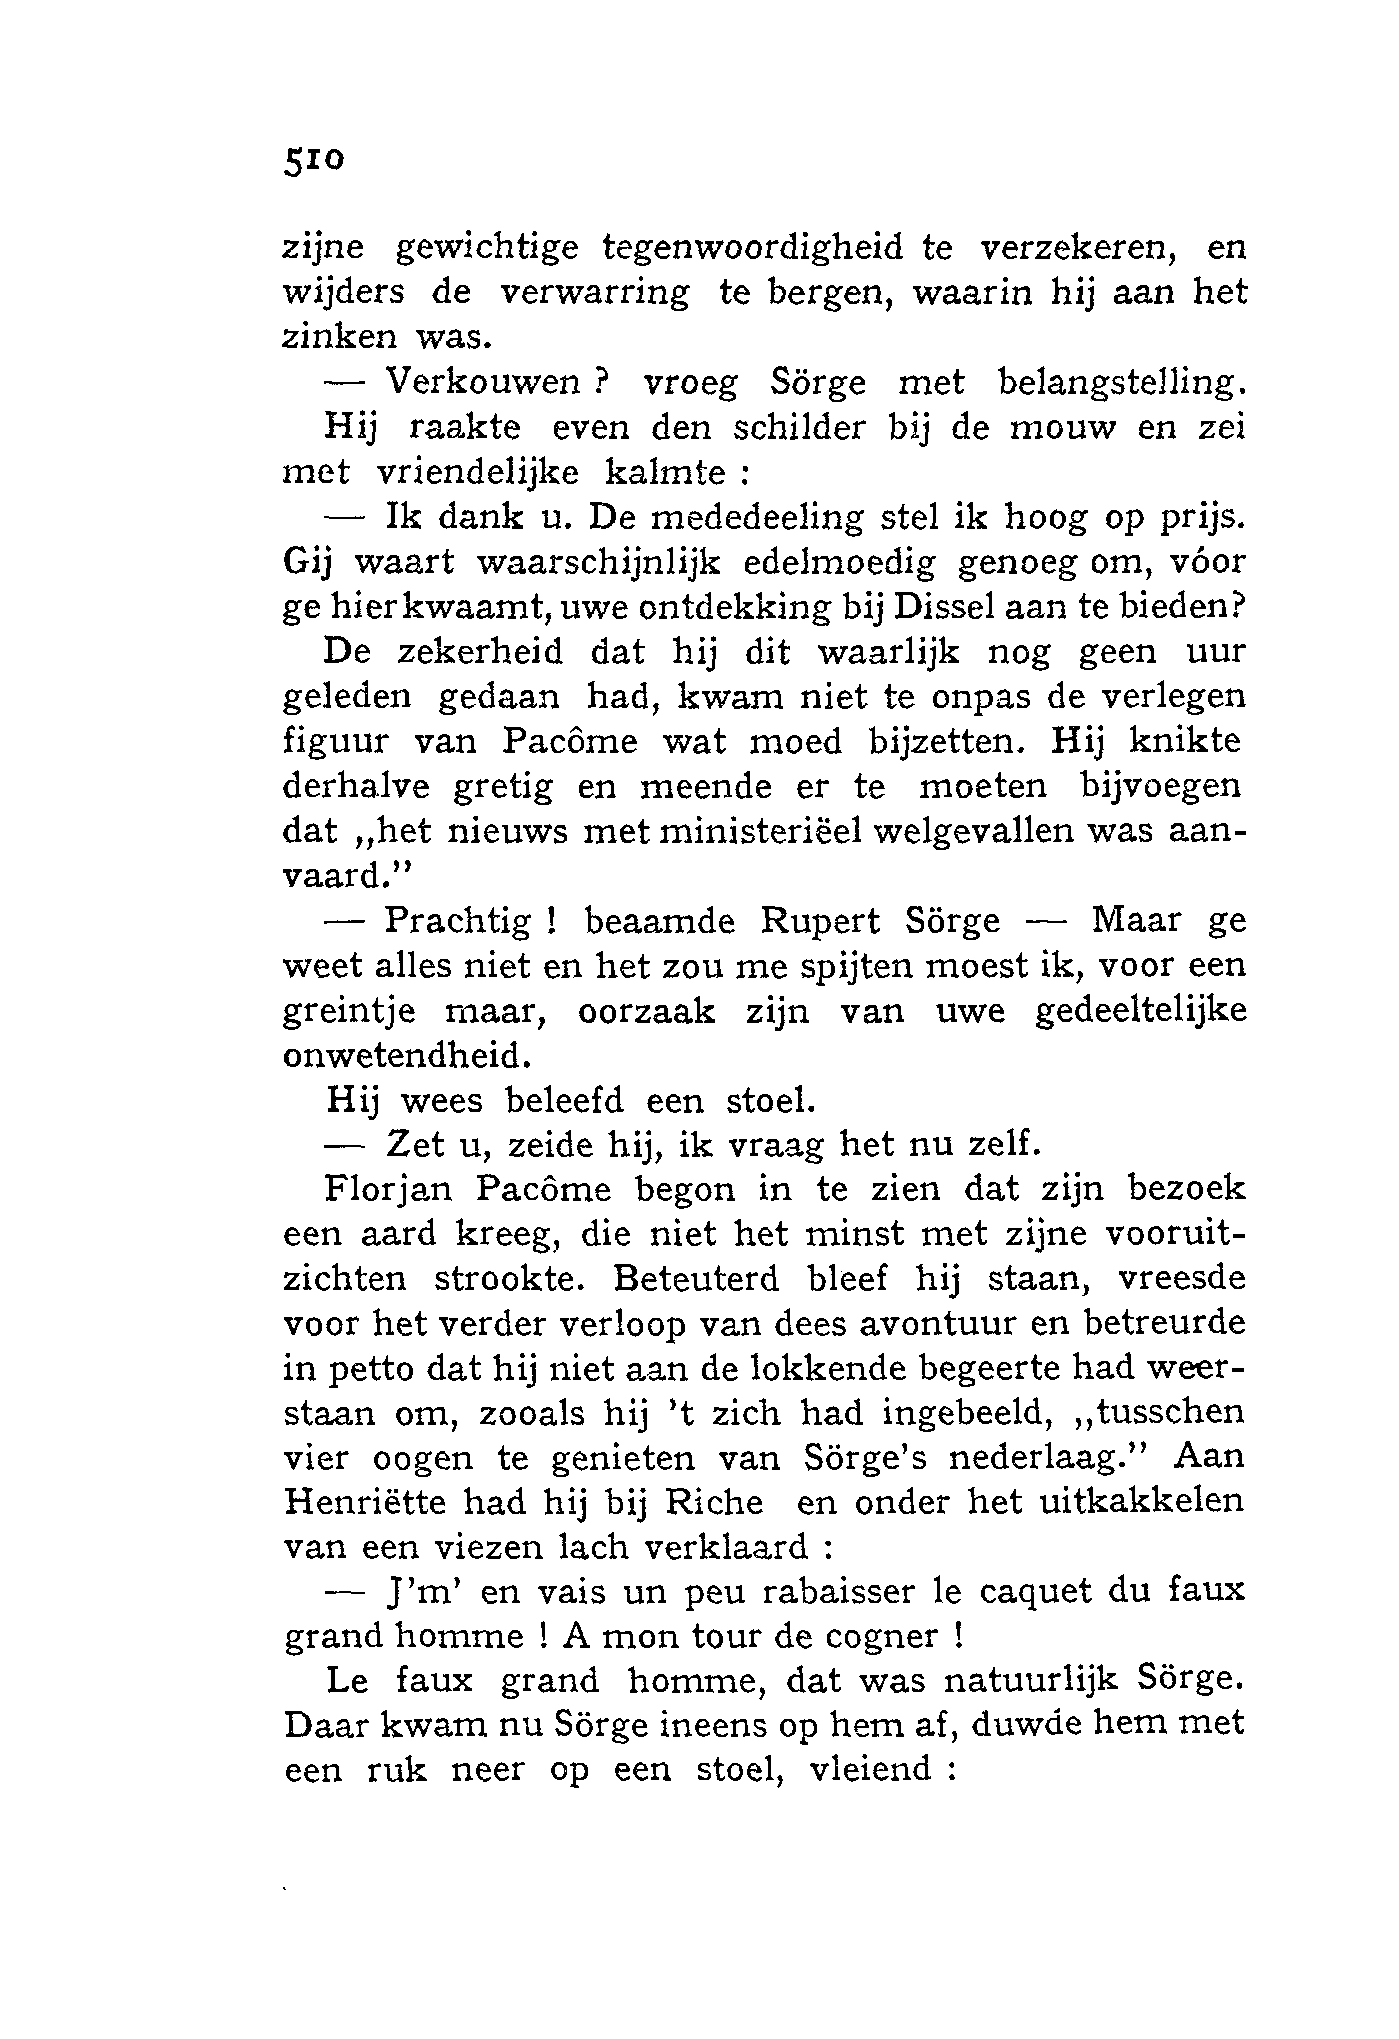 510
zijne gewichtige tegenwoordigheid te verzekeren, en
wijders de verwarring te bergen, waarin hij aan het
zinken was.
— Verkouwen ? vroeg Sörge met belangstelling.
Hij raakte even den schilder bij de mouw en zei
met vriendelijke kalmte :
— Ik dank u. De mededeeling stel ik hoog op prijs.
Gij waart waarschijnlijk edelmoedig genoeg om, vóor
ge hier kwaamt, uwe ontdekking bij Dissel aan te bieden?
De zekerheid dat hij dit waarlijk nog geen uur
geleden gedaan had, kwam niet te onpas de verlegen
figuur van Pacôme wat moed bijzetten. Hij knikte
derhalve gretig en meende er te moeten bijvoegen
dat ,,het nieuws met ministerieël welgevallen was aan-
vaard.”
— Prachtig ! beaamde Rupert Sörge — Maar ge
weet alles niet en het zou me spijten moest ik, voor een
greintje maar, oorzaak zijn van uwe gedeeltelijke
onwetendheid.
Hij wees beleefd een stoel.
— Zet u, zeide hij, ik vraag het nu zelf.
Florjan Pacôme begon in te zien dat zijn bezoek
een aard kreeg, die niet het minst met zijne vooruit-
zichten strookte. Beteuterd bleef hij staan, vreesde
voor het verder verloop van dees avontuur en betreurde
in petto dat hij niet aan de lokkende begeerte had weer-
staan om, zooals hij ’t zich had ingebeeld, ,,tusschen
vier oogen te genieten van Sörge’s nederlaag.” Aan
Henriëtte had hij bij Riche en onder het uitkakkelen
van een viezen lach verklaard :
— J’m’ en vais un peu rabaisser le caquet du faux
grand homme ! A mon tour de cogner !
Le faux grand homme, dat was natuurlijk Sörge.
Daar kwam nu Sörge ineens op hem af, duwde hem met
een ruk neer op een stoel, vleiend :